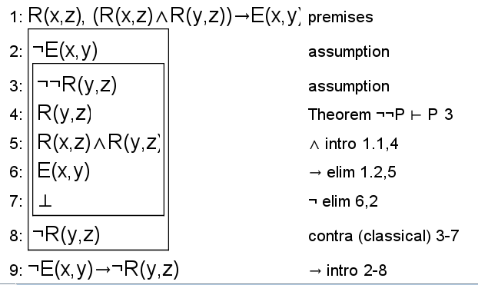 1: R(x,z), (R(x,z)∧R(y,z))→E(x,y) premises
2: ¬E(x,y) assumption
3: ¬¬R(y,z) assumption
4: R(y,z) Theorem ¬¬P ⊢ P 3
5: R(x,z)∧R(y,z) ∧ intro 1.1,4
6: E(x,y) → elim 1.2,5
7: ⊥ ¬ elim 6,2
8: ¬R(y,z) contra (classical) 3-7
9: ¬E(x,y)→¬R(y,z) → intro 2-8